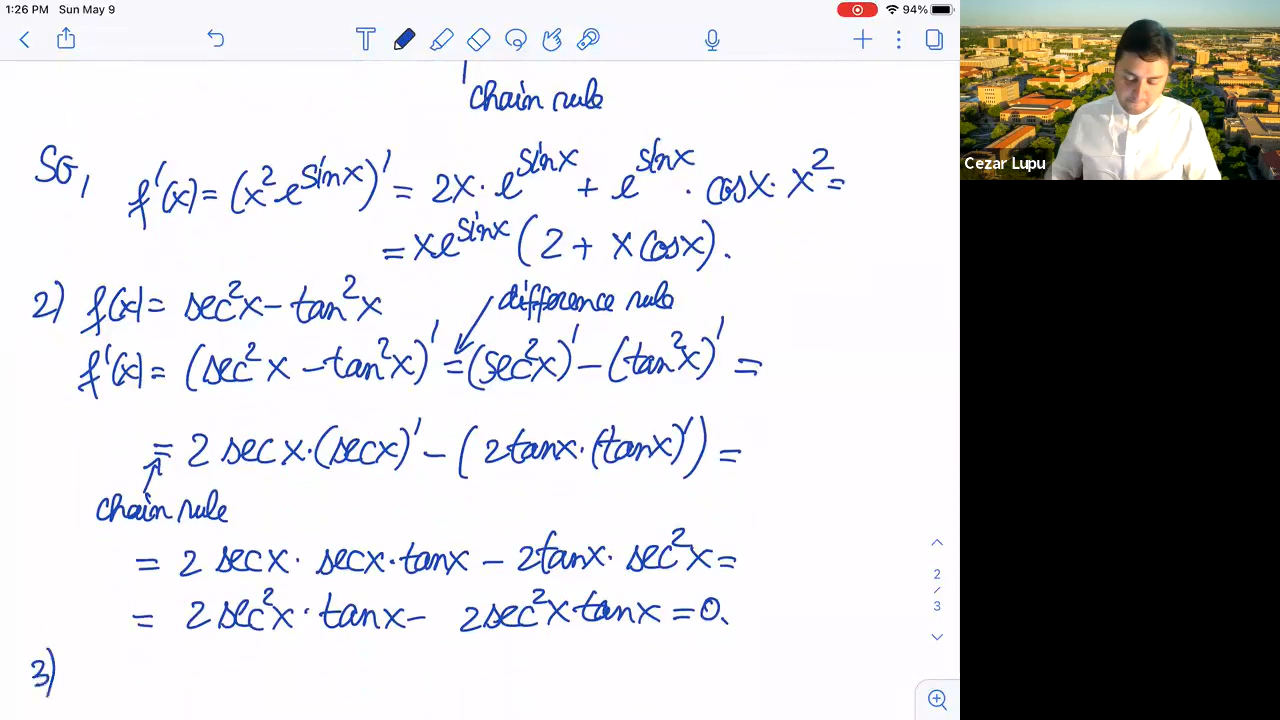 1:26 PM Sun May 9
94%
chain rule
So, f'(x) = (x²e^{sin x})' = 2x · e^{sin x} + e^{sin x} · cos x · x² =
= xe^{sin x} (2 + x cos x).
2) f(x) = sec²x - tan²x
difference rule
f'(x) = (sec²x - tan²x)' = (sec²x)' - (tan²x)' =
= 2 sec x · (sec x)' - (2 tan x · (tan x)') =
chain rule
= 2 sec x · sec x · tan x - 2 tan x · sec²x =
= 2 sec²x · tan x - 2 sec²x tan x = 0.
3)
2
/
3
T
Cezar Lupu